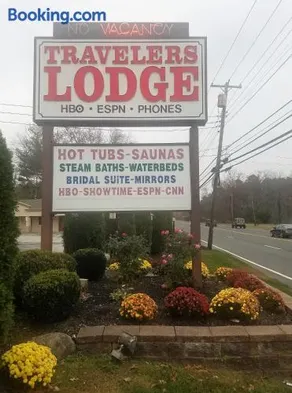 Booking.com
NO VACANCY
TRAVELERS
LODGE
HBO • ESPN • PHONES
HOT TUBS-SAUNAS
STEAM BATHS-WATERBEDS
BRIDAL SUITE-MIRRORS
HBO-SHOWTIME-ESPN-CNN